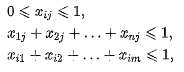 0 ⩽ x_{ij} ⩽ 1,
x_{1j} + x_{2j} + … + x_{nj} ⩽ 1,
x_{i1} + x_{i2} + … + x_{im} ⩽ 1,